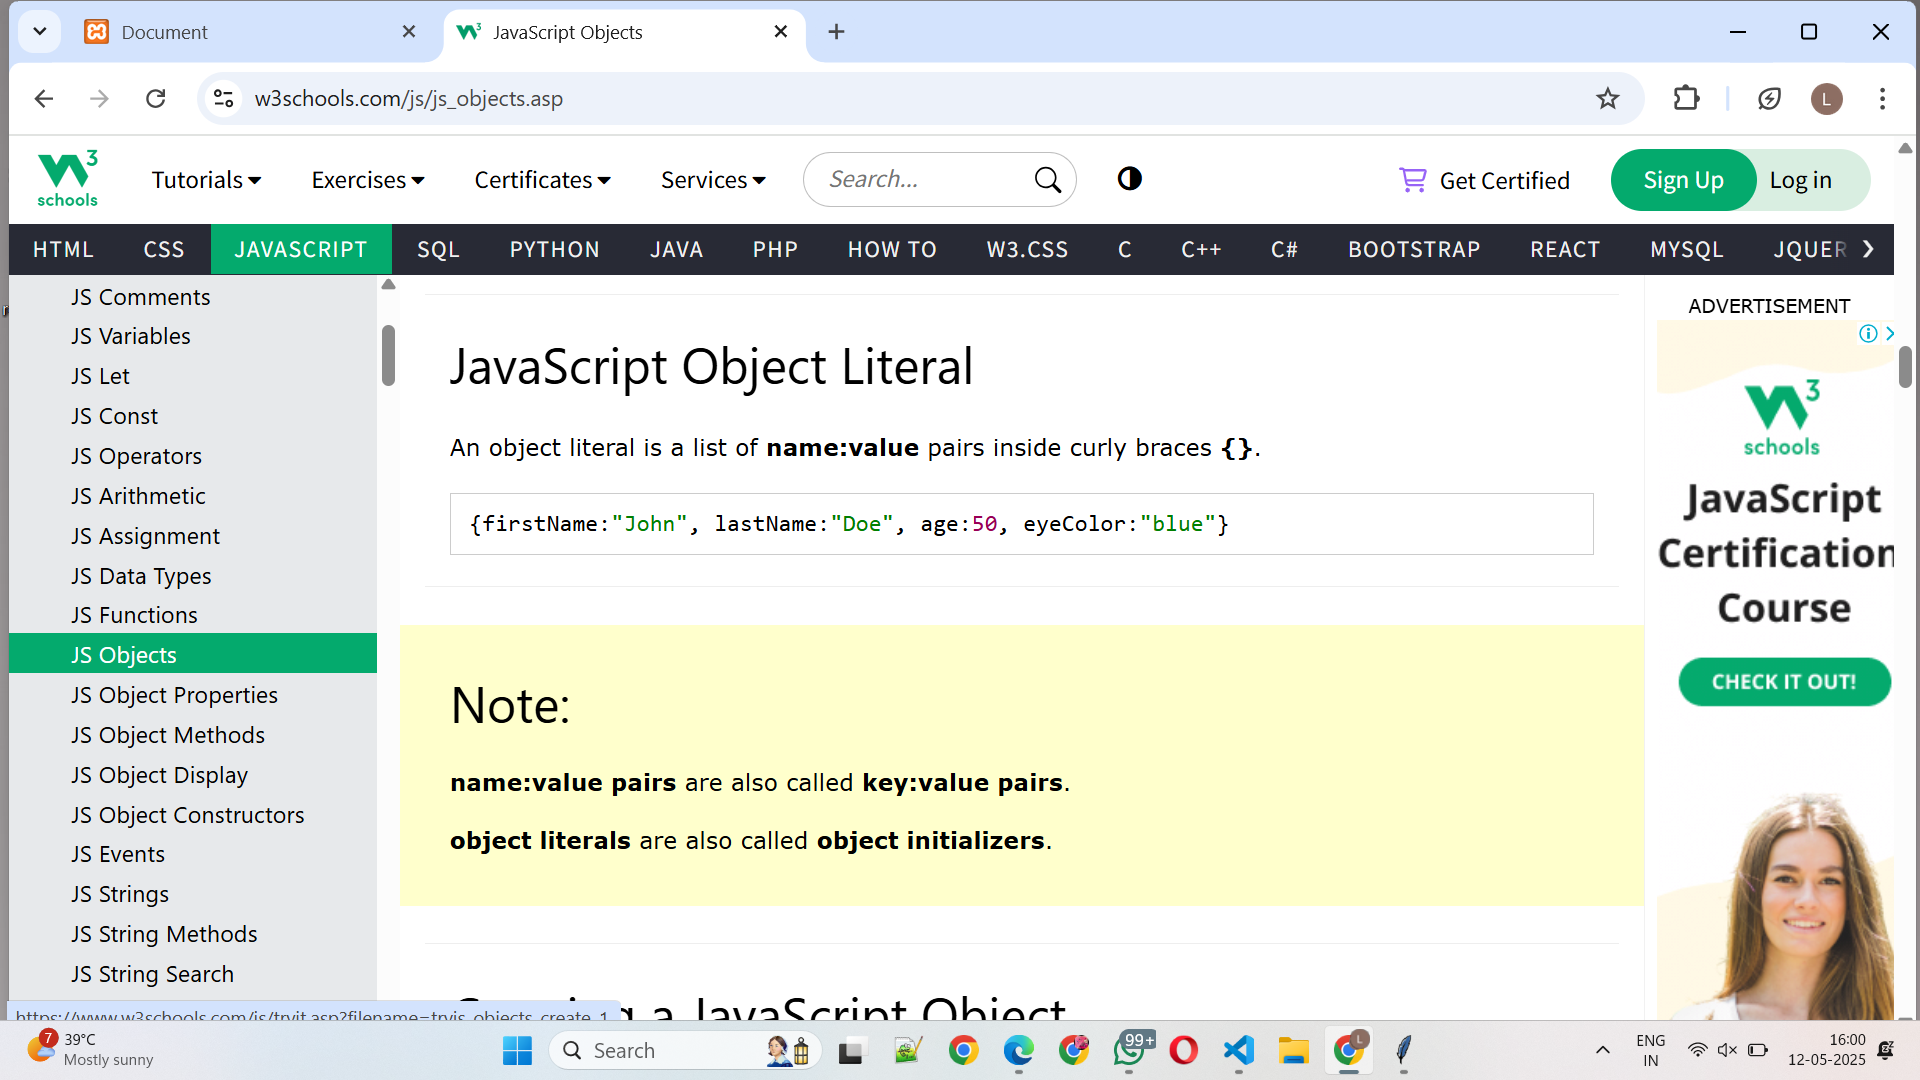 Document
JavaScript Objects
w3schools.com/js/js_objects.asp
L
W3
schools
Tutorials
Exercises
Certificates
Services
Search...
Get Certified
Sign Up
Log in
HTML
CSS
JAVASCRIPT
SQL
PYTHON
JAVA
PHP
HOW TO
W3.CSS
C
C++
C#
BOOTSTRAP
REACT
MYSQL
JQUER
JS Comments
JS Variables
JS Let
JS Const
JS Operators
JS Arithmetic
JS Assignment
JS Data Types
JS Functions
JS Objects
JS Object Properties
JS Object Methods
JS Object Display
JS Object Constructors
JS Events
JS Strings
JS String Methods
JS String Search
JavaScript Object Literal
An object literal is a list of name:value pairs inside curly braces {}.
{firstName:"John", lastName:"Doe", age:50, eyeColor:"blue"}
Note:
name:value pairs are also called key:value pairs.
object literals are also called object initializers.
a JavaScript Object
ADVERTISEMENT
W3
schools
JavaScript
Certification
Course
CHECK IT OUT!
https://www.w3schools.com/js/tryit.asp?filename=tryjs_objects_create_1
7
39°C
Mostly sunny
Search
99+
L
ENG
IN
16:00
12-05-2025